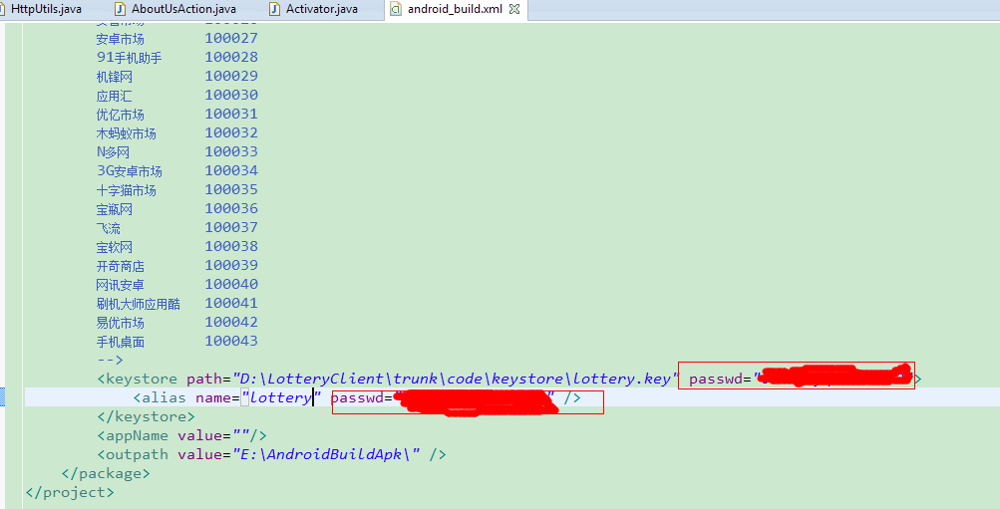 HttpUtils.java AboutUsAction.java Activator.java android_build.xml
安卓市场 100027
91手机助手 100028
机锋网 100029
应用汇 100030
优亿市场 100031
木蚂蚁市场 100032
N多网 100033
3G安卓市场 100034
十字猫市场 100035
宝瓶网 100036
飞流 100037
宝软网 100038
开奇商店 100039
网讯安卓 100040
刷机大师应用酷 100041
易优市场 100042
手机桌面 100043
-->
<keystore path="D:\LotteryClient\trunk\code\keystore\lottery.key" passwd=" >
<alias name="lottery" passwd=" " />
</keystore>
<appName value=""/>
<outpath value="E:\AndroidBuildApk\" />
</package>
</project>